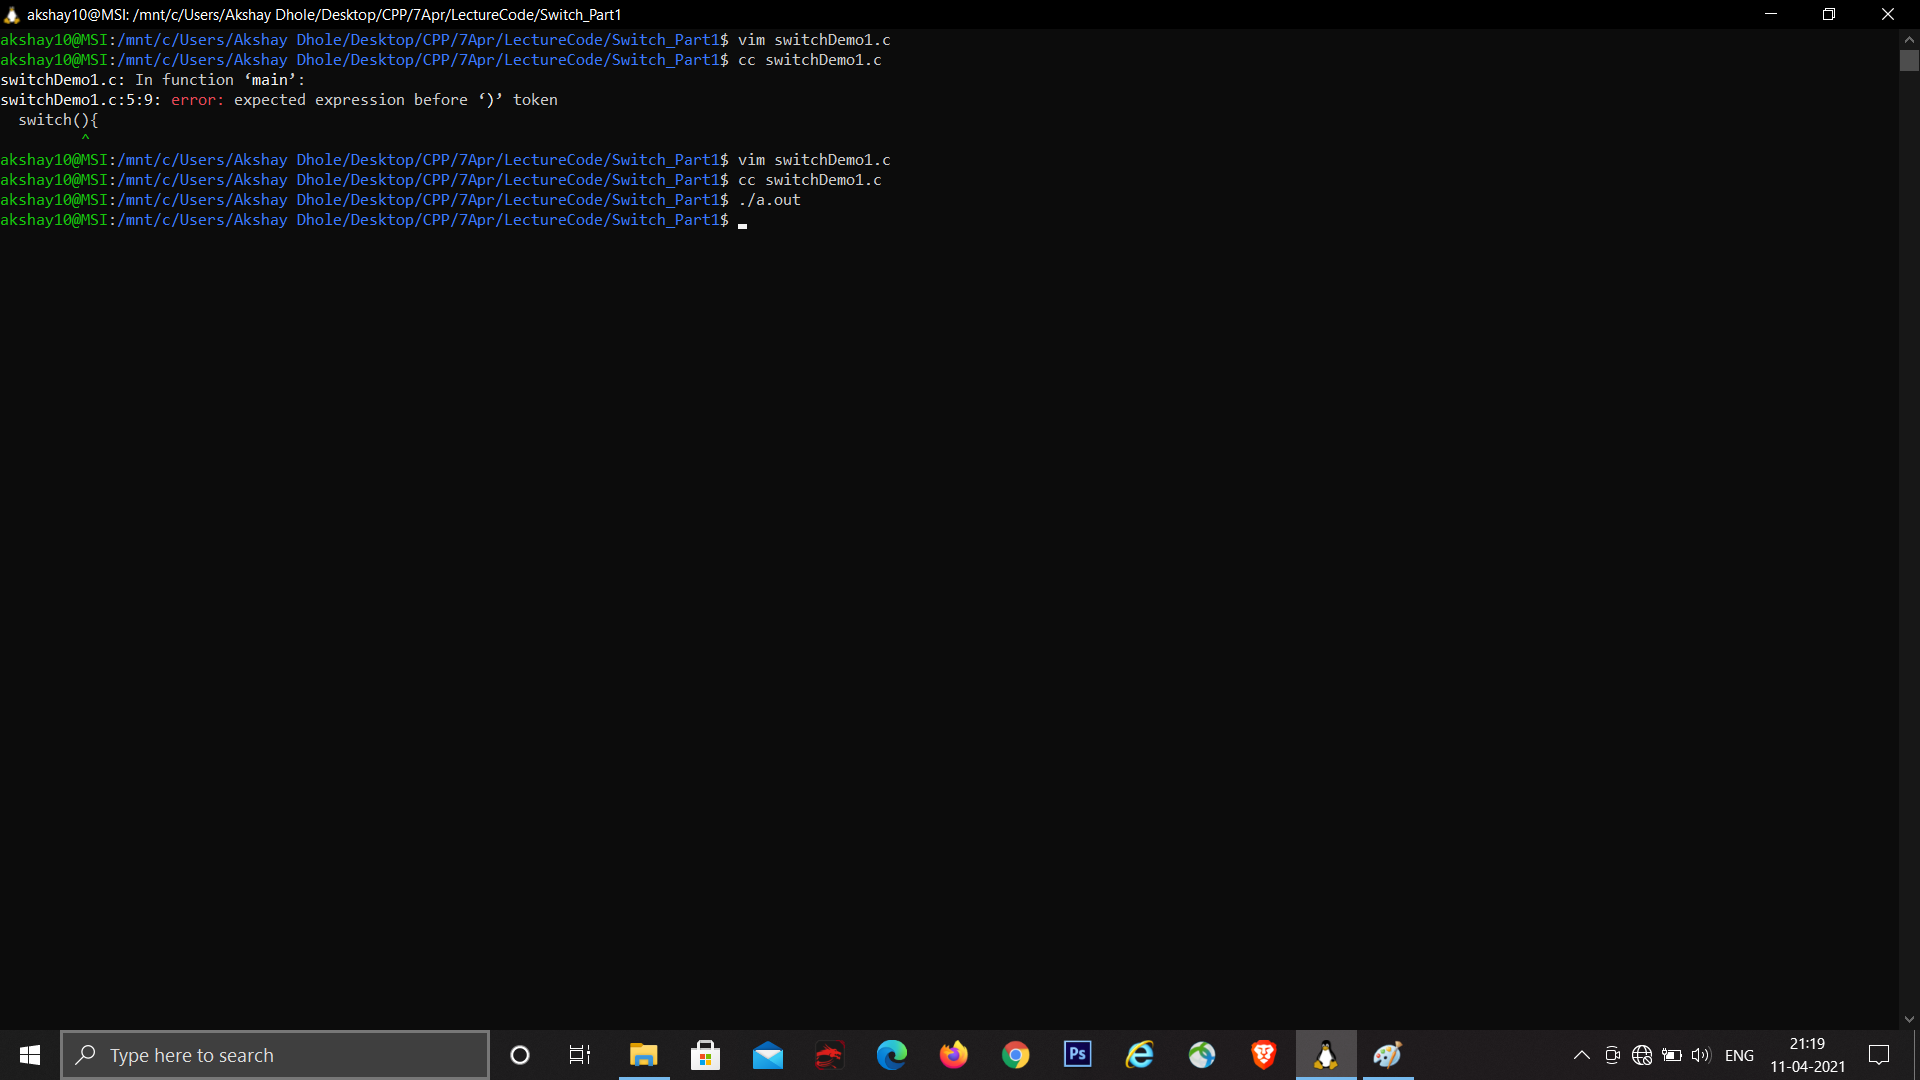 akshay10@MSI: /mnt/c/Users/Akshay Dhole/Desktop/CPP/7Apr/LectureCode/Switch_Part1
akshay10@MSI:/mnt/c/Users/Akshay Dhole/Desktop/CPP/7Apr/LectureCode/Switch_Part1$ vim switchDemo1.c
akshay10@MSI:/mnt/c/Users/Akshay Dhole/Desktop/CPP/7Apr/LectureCode/Switch_Part1$ cc switchDemo1.c
switchDemo1.c: In function ‘main’:
switchDemo1.c:5:9: error: expected expression before ‘)’ token
  switch(){
         ^
akshay10@MSI:/mnt/c/Users/Akshay Dhole/Desktop/CPP/7Apr/LectureCode/Switch_Part1$ vim switchDemo1.c
akshay10@MSI:/mnt/c/Users/Akshay Dhole/Desktop/CPP/7Apr/LectureCode/Switch_Part1$ cc switchDemo1.c
akshay10@MSI:/mnt/c/Users/Akshay Dhole/Desktop/CPP/7Apr/LectureCode/Switch_Part1$ ./a.out
akshay10@MSI:/mnt/c/Users/Akshay Dhole/Desktop/CPP/7Apr/LectureCode/Switch_Part1$
Type here to search
Ps
ENG
21:19
11-04-2021